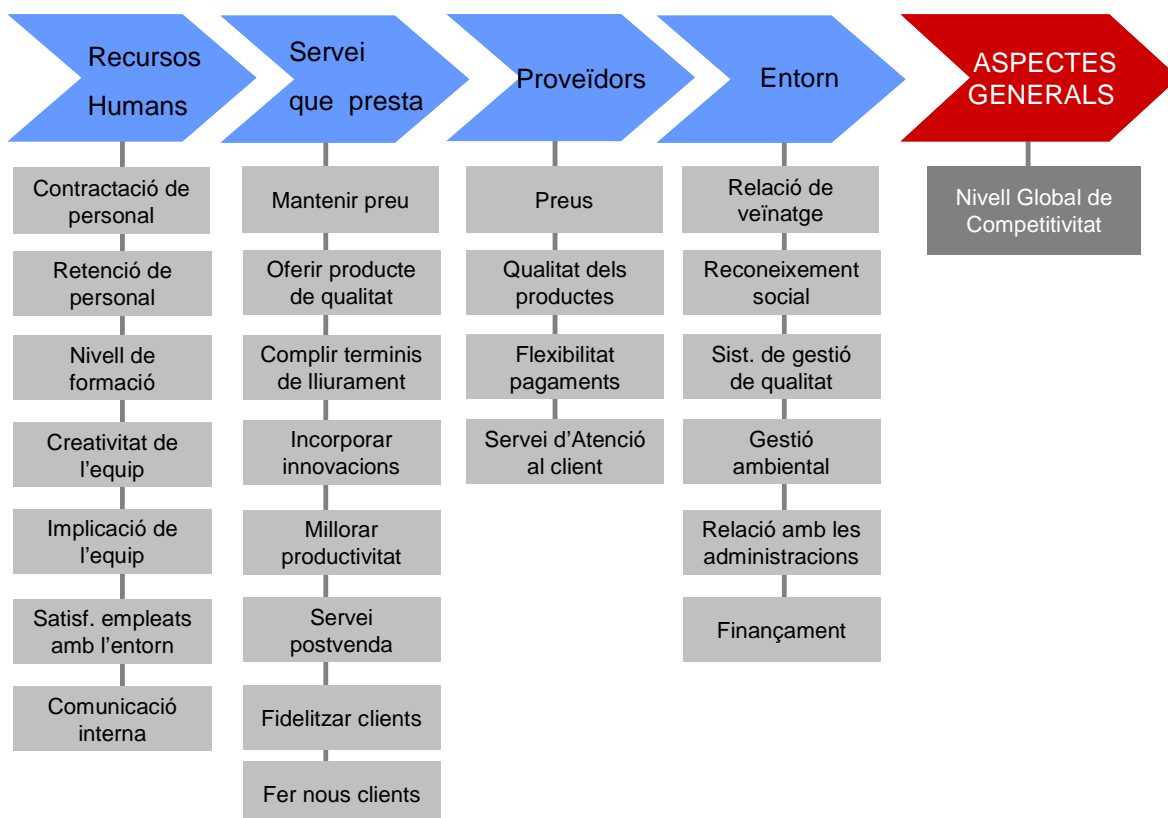 Recursos
Humans
Contractació de
personal
Retenció de
personal
Nivell de
formació
Creativitat de
l’equip
Implicació de
l’equip
Satisf. empleats
amb l’entorn
Comunicació
interna
Servei
que presta
Mantenir preu
Oferir producte
de qualitat
Complir terminis
de lliurament
Incorporar
innovacions
Millorar
productivitat
Servei
postvenda
Fidelitzar clients
Fer nous clients
Proveïdors
Preus
Qualitat dels
productes
Flexibilitat
pagaments
Servei d’Atenció
al client
Entorn
Relació de
veïnatge
Reconeixement
social
Sist. de gestió
de qualitat
Gestió
ambiental
Relació amb les
administracions
Finançament
ASPECTES
GENERALS
Nivell Global de
Competitivitat